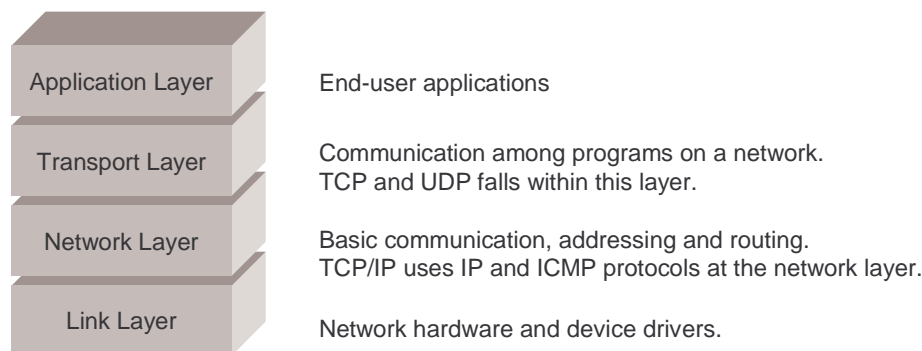 Application Layer
End-user applications
Transport Layer
Communication among programs on a network.
TCP and UDP falls within this layer.
Network Layer
Basic communication, addressing and routing.
TCP/IP uses IP and ICMP protocols at the network layer.
Link Layer
Network hardware and device drivers.